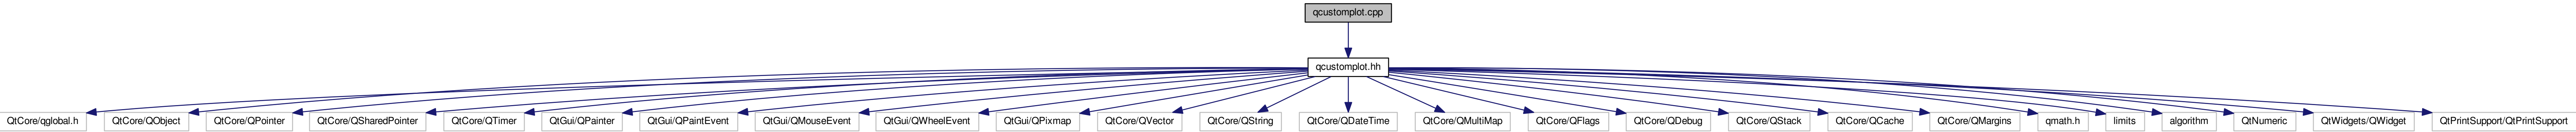 qcustomplot.cpp
qcustomplot.hh
QtCore/qglobal.h
QtCore/QObject
QtCore/QPointer
QtCore/QSharedPointer
QtCore/QTimer
QtGui/QPainter
QtGui/QPaintEvent
QtGui/QMouseEvent
QtGui/QWheelEvent
QtGui/QPixmap
QtCore/QVector
QtCore/QString
QtCore/QDateTime
QtCore/QMultiMap
QtCore/QFlags
QtCore/QDebug
QtCore/QStack
QtCore/QCache
QtCore/QMargins
qmath.h
limits
algorithm
QtNumeric
QtWidgets/QWidget
QtPrintSupport/QtPrintSupport